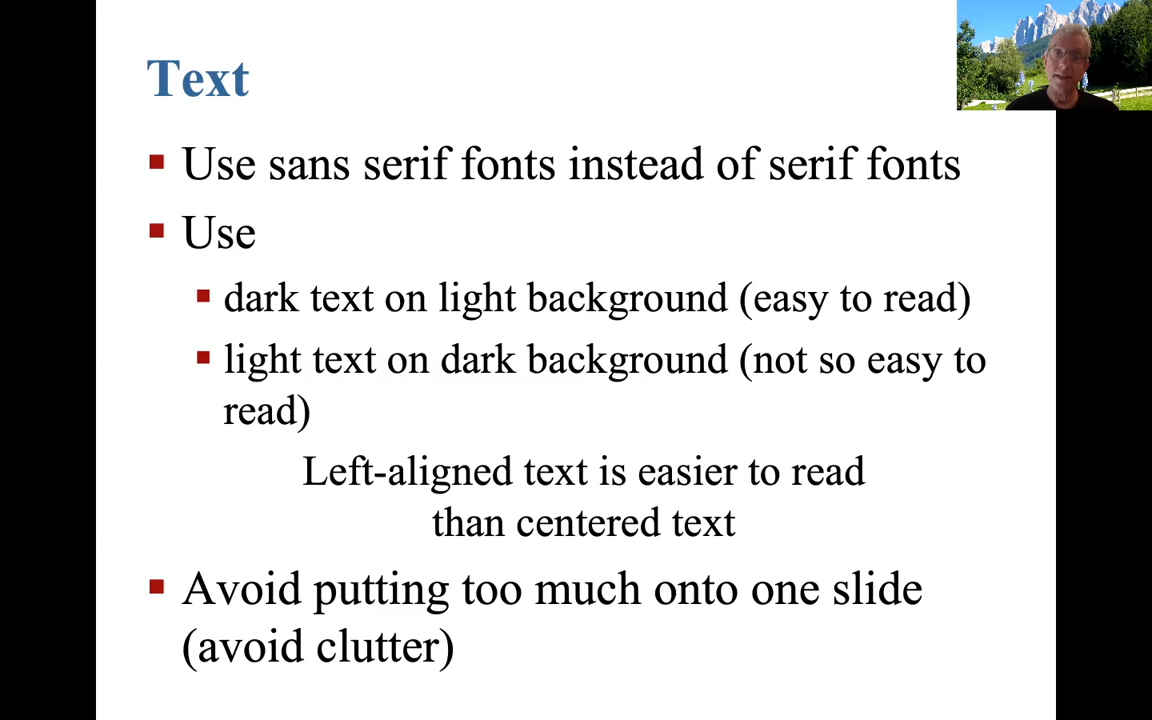 Text
Use sans serif fonts instead of serif fonts
Use
dark text on light background (easy to read)
light text on dark background (not so easy to
read)
Left-aligned text is easier to read
than centered text
Avoid putting too much onto one slide
(avoid clutter)